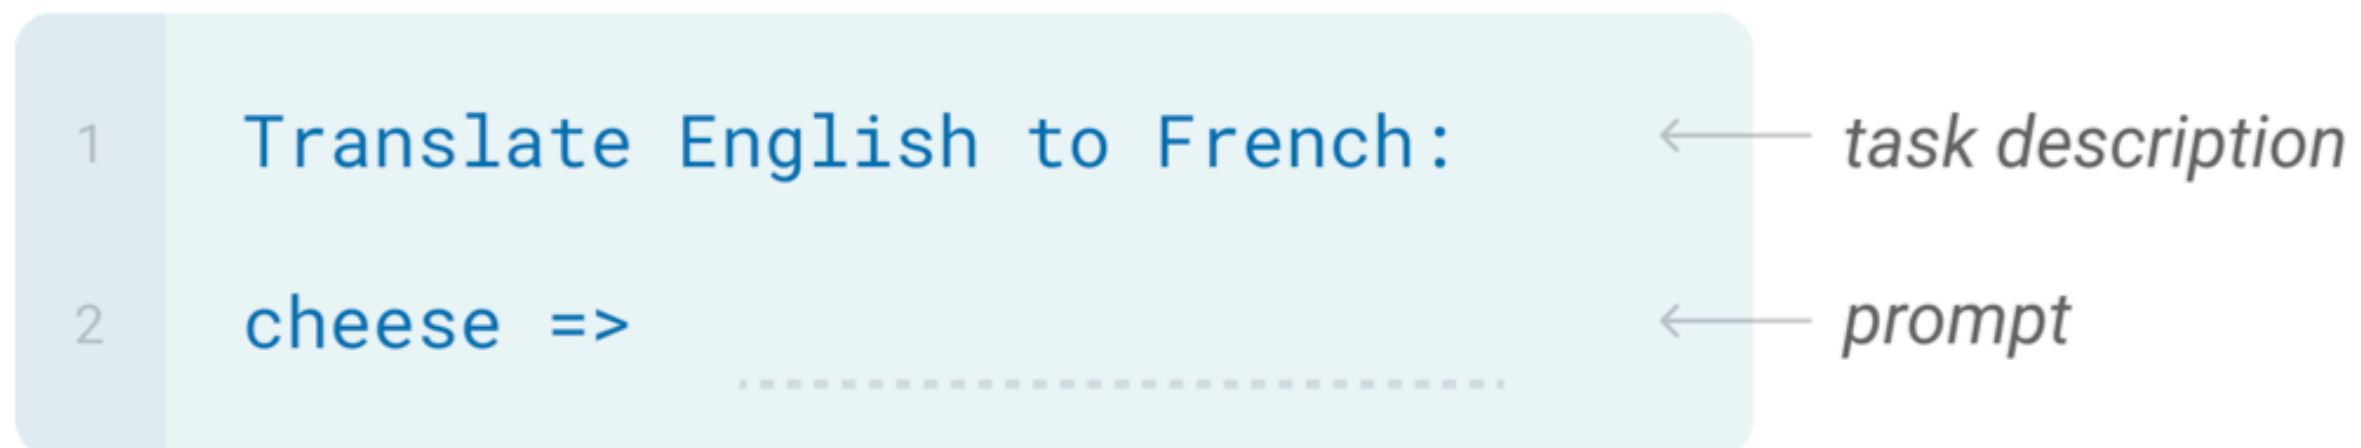 1 Translate English to French: task description
2 cheese => prompt